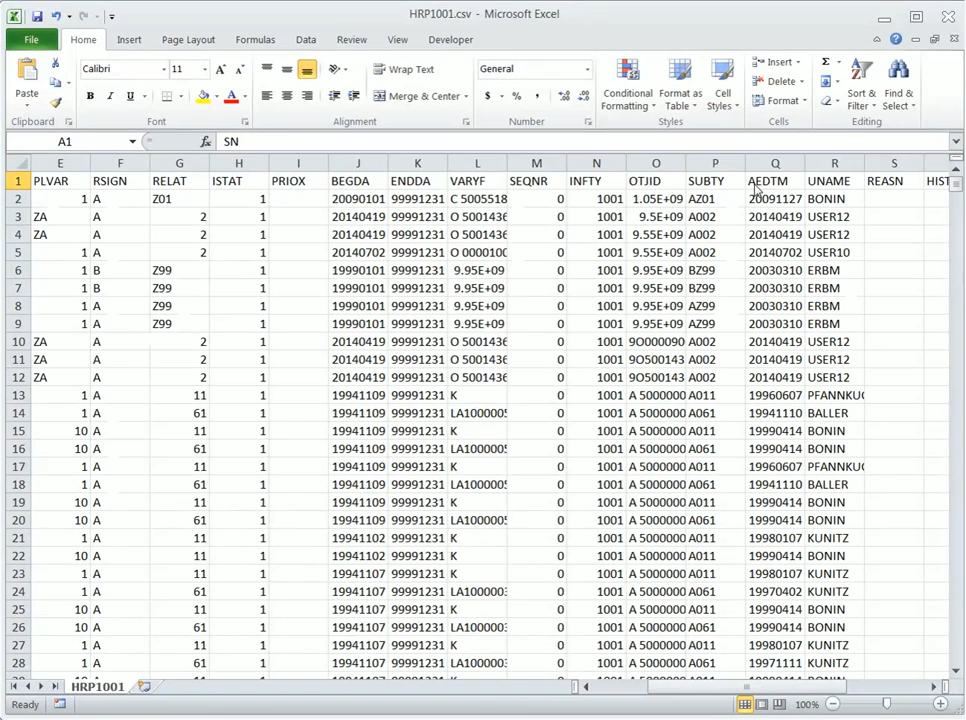 HRP1001.csv - Microsoft Excel
File Home Insert Page Layout Formulas Data Review View Developer
Paste
Calibri 11
B I U
Wrap Text
Merge & Center
General
$ % ,
Conditional Formatting
Format as Table
Cell Styles
Insert
Delete
Format
Σ
Sort & Filter
Find & Select
Clipboard Font Alignment Number Styles Cells Editing
A1 fx SN
E F G H I J K L M N O P Q R S
1 PLVAR RSIGN RELAT ISTAT PRIOX BEGDA ENDDA VARYF SEQNR INFTY OTJID SUBTY AEDTM UNAME REASN HIST
2 1 A Z01 1 20090101 99991231 C 5005518 0 1001 1.05E+09 AZ01 20091127 BONIN
3 ZA A 2 1 20140419 99991231 O 5001436 0 1001 9.5E+09 A002 20140419 USER12
4 ZA A 2 1 20140419 99991231 O 5001436 0 1001 9.55E+09 A002 20140419 USER12
5 1 A 2 1 20140702 99991231 O 0000100 0 1001 9.55E+09 A002 20140702 USER10
6 1 B Z99 1 19990101 99991231 9.95E+09 0 1001 9.95E+09 BZ99 20030310 ERBM
7 1 B Z99 1 19990101 99991231 9.95E+09 0 1001 9.95E+09 BZ99 20030310 ERBM
8 1 A Z99 1 19990101 99991231 9.95E+09 0 1001 9.95E+09 AZ99 20030310 ERBM
9 1 A Z99 1 19990101 99991231 9.95E+09 0 1001 9.95E+09 AZ99 20030310 ERBM
10 ZA A 2 1 20140419 99991231 O 5001436 0 1001 9O000090 A002 20140419 USER12
11 ZA A 2 1 20140419 99991231 O 5001436 0 1001 9O500143 A002 20140419 USER12
12 ZA A 2 1 20140419 99991231 O 5001436 0 1001 9O500143 A002 20140419 USER12
13 1 A 11 1 19941109 99991231 K 0 1001 A 5000000 A011 19960607 PFANNKUC
14 1 A 61 1 19941109 99991231 LA1000005 0 1001 A 5000000 A061 19941110 BALLER
15 10 A 11 1 19941109 99991231 K 0 1001 A 5000000 A011 19990414 BONIN
16 10 A 61 1 19941109 99991231 LA1000005 0 1001 A 5000000 A061 19990414 BONIN
17 1 A 11 1 19941109 99991231 K 0 1001 A 5000000 A011 19960607 PFANNKUC
18 1 A 61 1 19941109 99991231 LA1000005 0 1001 A 5000000 A061 19941110 BALLER
19 10 A 11 1 19941109 99991231 K 0 1001 A 5000000 A011 19990414 BONIN
20 10 A 61 1 19941109 99991231 LA1000005 0 1001 A 5000000 A061 19990414 BONIN
21 1 A 11 1 19941102 99991231 K 0 1001 A 5000000 A011 19980107 KUNITZ
22 10 A 11 1 19941102 99991231 K 0 1001 A 5000000 A011 19990414 BONIN
23 1 A 11 1 19941107 99991231 K 0 1001 A 5000000 A011 19980107 KUNITZ
24 1 A 61 1 19941107 99991231 LA1000003 0 1001 A 5000000 A061 19970402 KUNITZ
25 10 A 11 1 19941107 99991231 K 0 1001 A 5000000 A011 19990414 BONIN
26 10 A 61 1 19941107 99991231 LA1000003 0 1001 A 5000000 A061 19990414 BONIN
27 1 A 11 1 19941107 99991231 K 0 1001 A 5000000 A011 19980107 KUNITZ
28 1 A 61 1 19941107 99991231 LA1000003 0 1001 A 5000000 A061 19971111 KUNITZ
HRP1001
Ready 100%